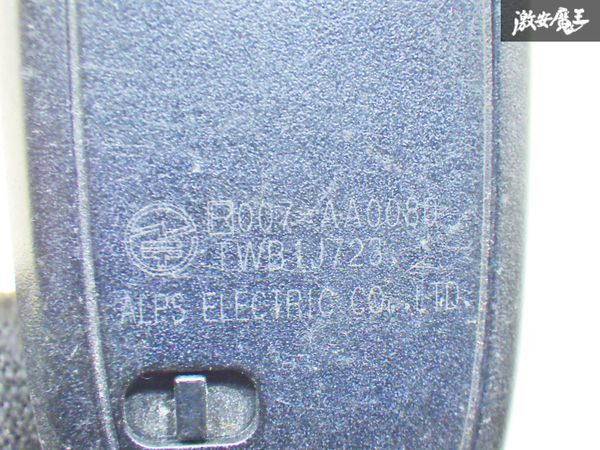 激安魔王
R 007-AA0080
TWB1J723
ALPS ELECTRIC CO., LTD.